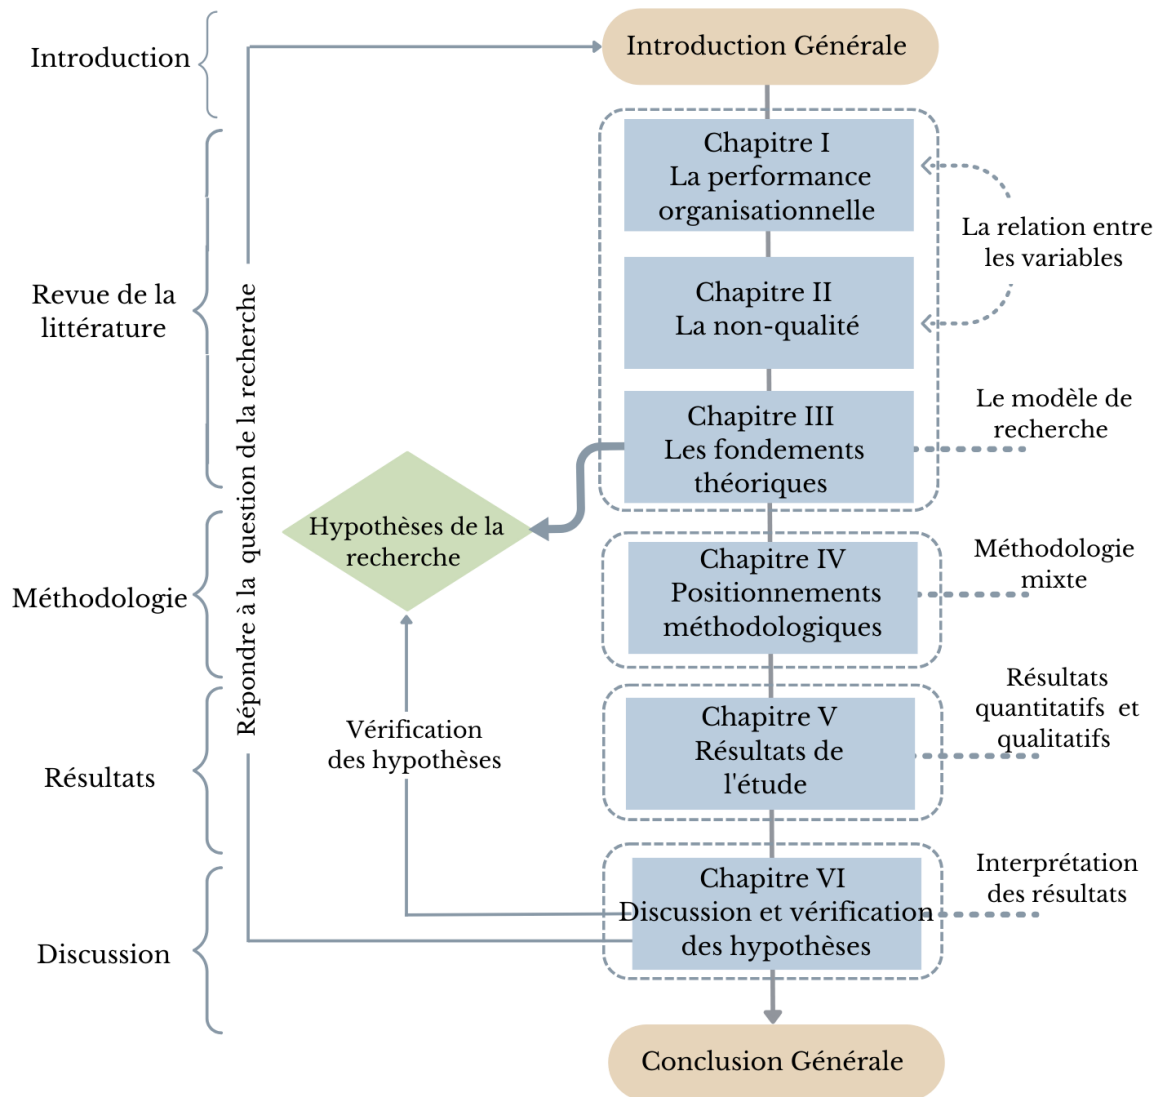 Introduction
Introduction Générale
Chapitre I
La performance
organisationnelle
La relation entre
les variables
Revue de la
littérature
Chapitre II
La non-qualité
Répondre à la question de la recherche
Chapitre III
Les fondements
théoriques
Le modèle de
recherche
Hypothèses de la
recherche
Méthodologie
Chapitre IV
Positionnements
méthodologiques
Méthodologie
mixte
Vérification
des hypothèses
Résultats
Chapitre V
Résultats de
l'étude
Résultats
quantitatifs et
qualitatifs
Discussion
Chapitre VI
Discussion et vérification
des hypothèses
Interprétation
des résultats
Conclusion Générale